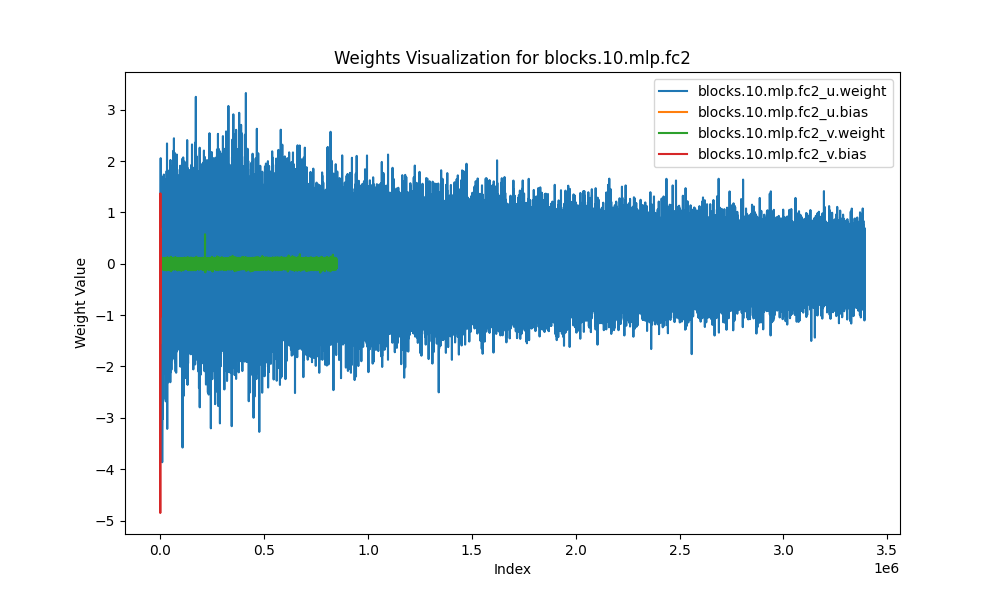 Weights Visualization for blocks.10.mlp.fc2
blocks.10.mlp.fc2_u.weight
blocks.10.mlp.fc2_u.bias
blocks.10.mlp.fc2_v.weight
blocks.10.mlp.fc2_v.bias
3
2
1
0
−1
−2
−3
−4
−5
Weight Value
0.0 0.5 1.0 1.5 2.0 2.5 3.0 3.5
1e6
Index